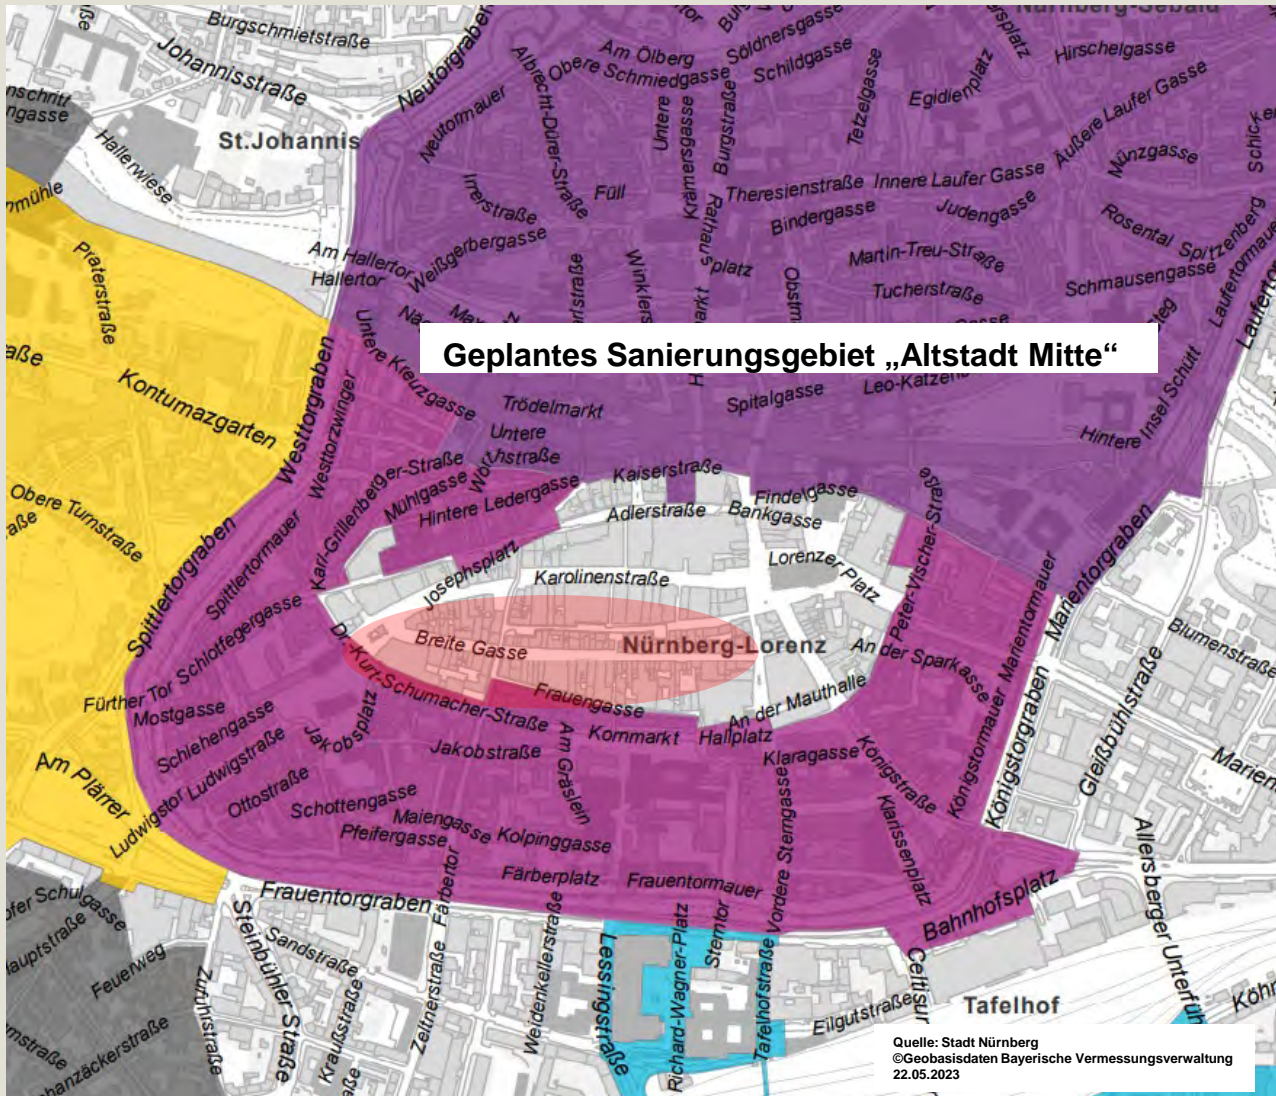 Nürnberg-Sebald
Burgschmietstraße
Johannisstraße
Neutorgraben
Neutormauer
Albrecht-Dürer-Straße
Am Ölberg
Obere Schmiedgasse
Söldnersgasse
Schildgasse
Untere
Krämersgasse
Burgstraße
Tetzelgasse
Egidienplatz
Hirschelgasse
Äußere Laufer Gasse
Münzgasse
St.Johannis
Hallerwiese
Irrerstraße
Füll
Theresienstraße
Innere Laufer Gasse
Bindergasse
Judengasse
Rosental
Spitzenberg
Laufertormauer
Weißgerbergasse
Am Hallertor
Hallertor
Rathaus
platz
Martin-Treu-Straße
Tucherstraße
Schmausengasse
Praterstraße
Geplantes Sanierungsgebiet „Altstadt Mitte“
Untere Kreuzgasse
Kontumazgarten
Westtorgraben
Westtorzwinger
Trödelmarkt
Spitalgasse
Hintere Insel Schütt
Untere
Karl-Grillenberger-Straße
Mühlgasse
Hintere Ledergasse
Kaiserstraße
Findelgasse
Adlerstraße
Bankgasse
Obere Turnstraße
Spittlertorgraben
Spittlertormauer
Josephsplatz
Karolinenstraße
Lorenzer Platz
Peter-Vischer-Straße
Marientorgraben
Marientormauer
Schlotfegergasse
Dr.-Kurt-Schumacher-Straße
Breite Gasse
Nürnberg-Lorenz
An der Sparkasse
Blumenstraße
Fürther Tor
Mostgasse
Frauengasse
An der Mauthalle
Königstorgraben
Königstormauer
Gleißbühlstraße
Schlehengasse
Jakobsplatz
Jakobstraße
Am Gräslein
Kornmarkt
Hallplatz
Klaragasse
Königstraße
Am Plärrer
Ludwigstor
Ludwigstraße
Ottostraße
Schottengasse
Maiengasse
Pfeifergasse
Kolpinggasse
Vordere Sterngasse
Klarissenplatz
Färberplatz
Frauentormauer
Frauentorgraben
Färbertor
Bahnhofsplatz
Feuerweg
Steinbühler Straße
Sandstraße
Zufuhrstraße
Kraußstraße
Zeltnerstraße
Weidenkellerstraße
Lessingstraße
Richard-Wagner-Platz
Sterntor
Tafelhofstraße
Eilgutstraße
Tafelhof
Quelle: Stadt Nürnberg
©Geobasisdaten Bayerische Vermessungsverwaltung
22.05.2023